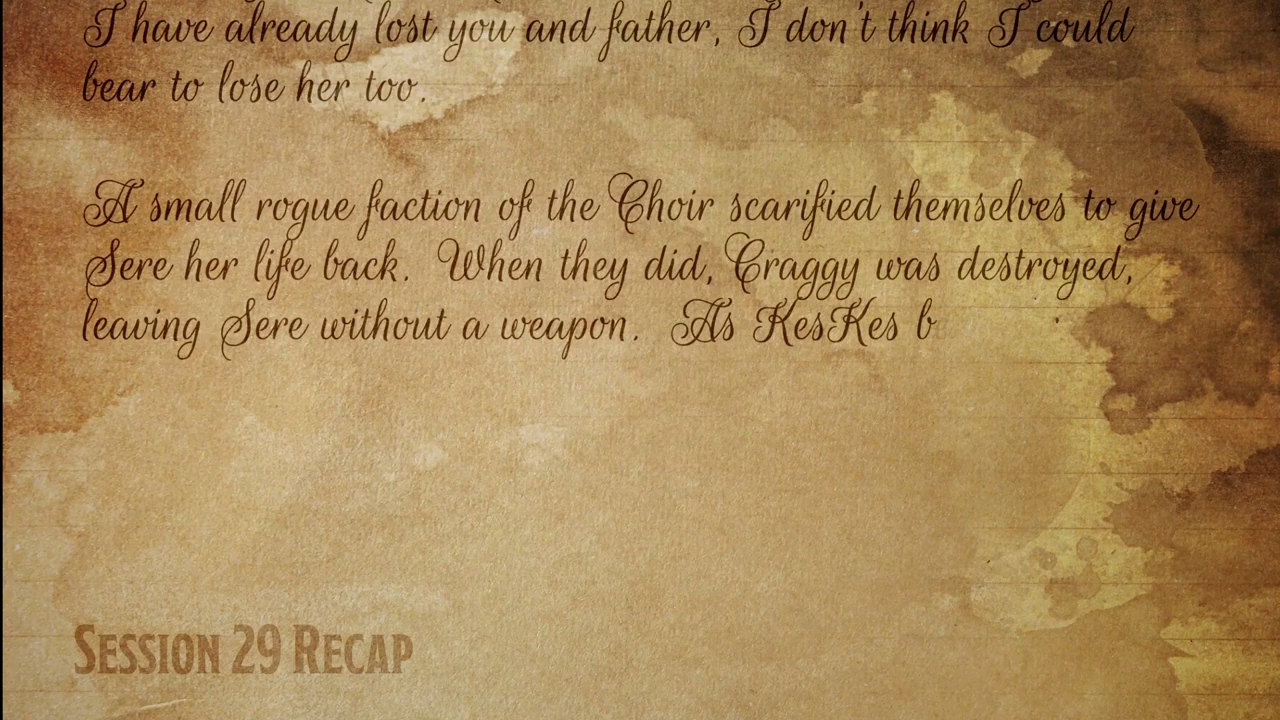 I have already lost you and father, I don't think I could
bear to lose her too.
A small rogue faction of the Choir scarified themselves to give
Sere her life back. When they did, Craggy was destroyed,
leaving Sere without a weapon. As KesKes b
Session 29 Recap